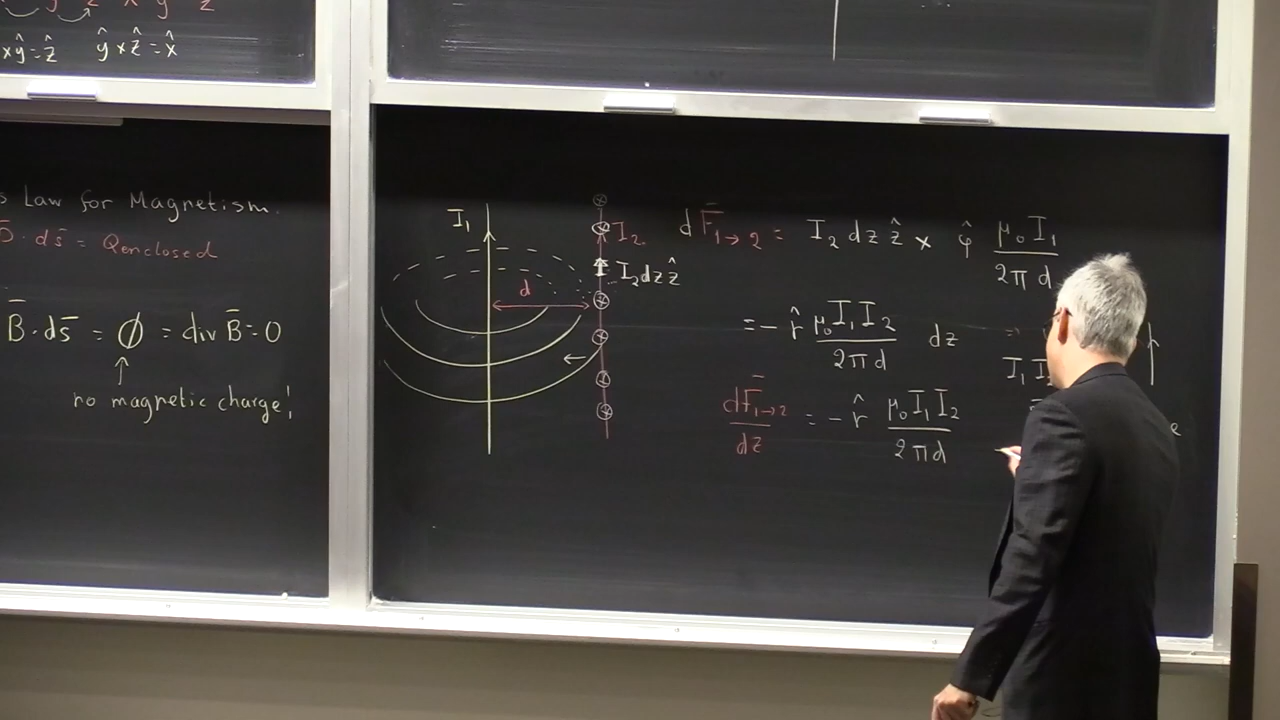 x ŷ = ẑ ŷ x ẑ = x̂
Law for Magnetism.
D̄ · ds̄ = Qenclosed
B̄ · ds̄ = ∅ = div B̄ = 0
↑
no magnetic charge!
I₁
I₂
I₂dz ẑ
d
dF̄₁→₂ = I₂ dz ẑ x φ̂ μ₀I₁ / 2πd
= - r̂ μ₀I₁I₂ / 2πd dz ⇒
I₁ I
dF̄₁→₂ / dz = - r̂ μ₀I₁I₂ / 2πd